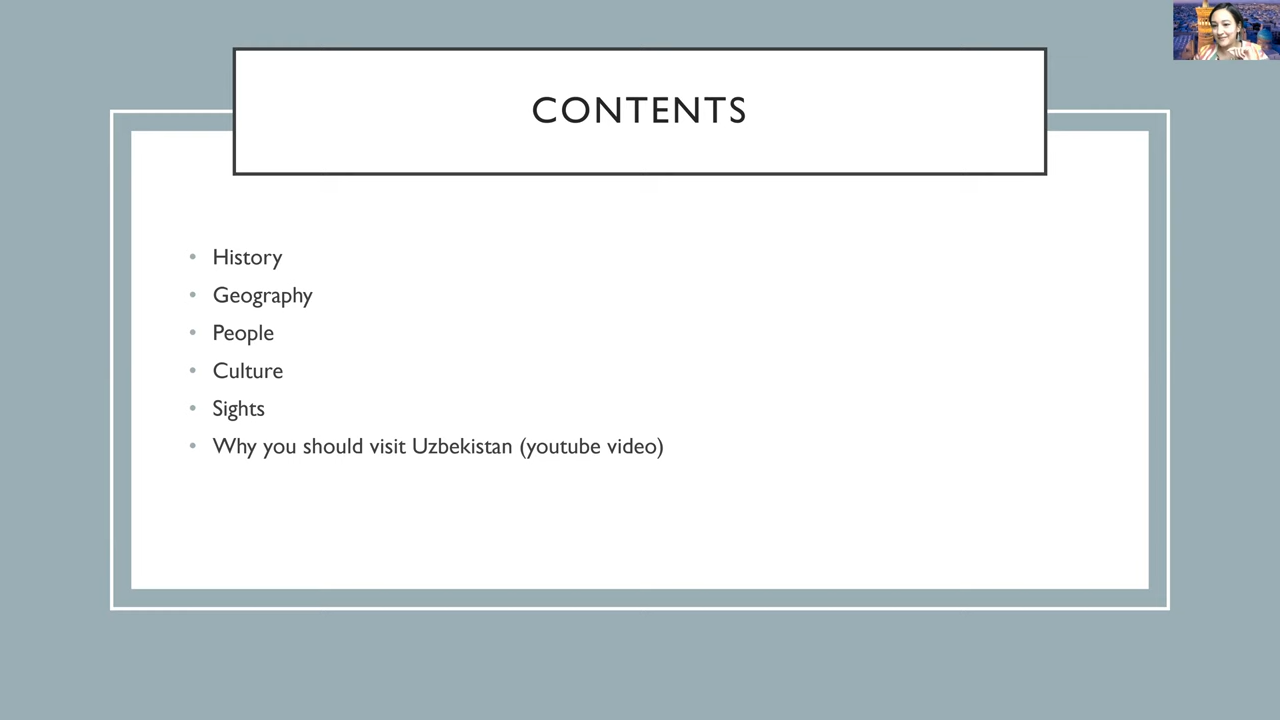 CONTENTS
• History
• Geography
• People
• Culture
• Sights
• Why you should visit Uzbekistan (youtube video)